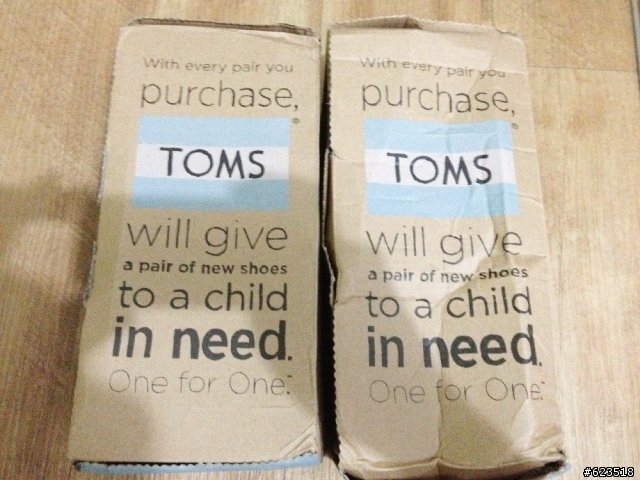 With every pair you
purchase,
TOMS®
will give
a pair of new shoes
to a child
in need.
One for One.™
With every pair you
purchase,
TOMS®
will give
a pair of new shoes
to a child
in need.
One for One.™
#623518